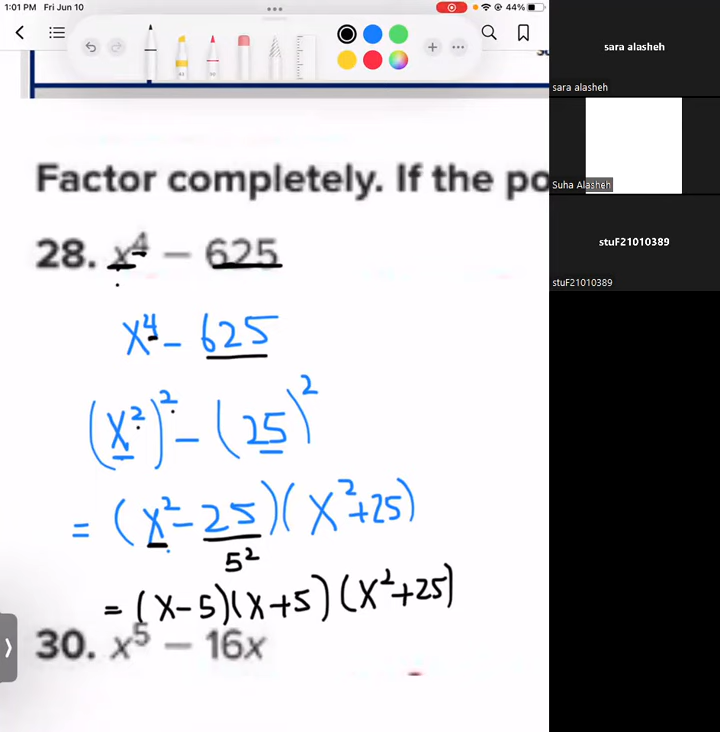 1:01 PM Fri Jun 10
44%
sara alasheh
sara alasheh
Suha Alasheh
stuF21010389
stuF21010389
Factor completely. If the po
28. x⁴ − 625
x⁴ − 625
(x²)² − (25)²
= (x² − 25)(x² + 25)
5²
= (x − 5)(x + 5)(x² + 25)
30. x⁵ − 16x